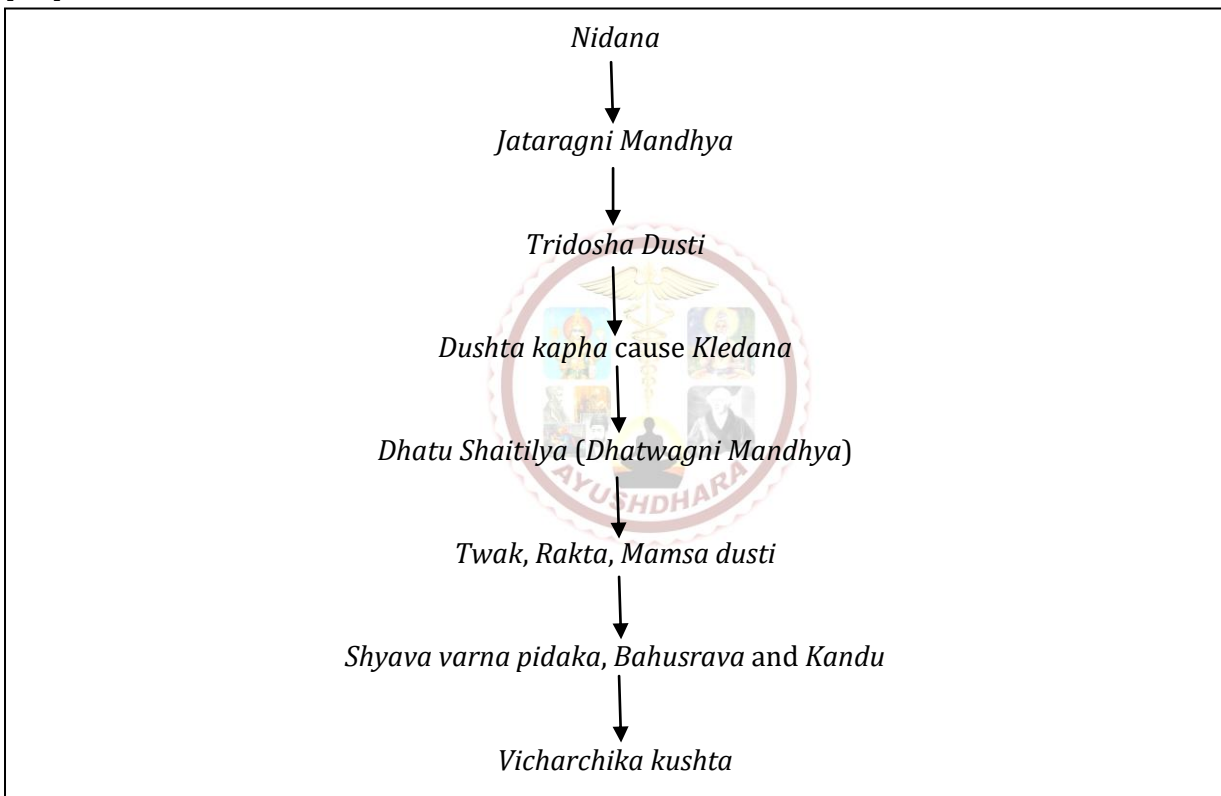 Nidana
Jataragni Mandhya
Tridosha Dusti
Dushta kapha cause Kledana
Dhatu Shaitilya (Dhatwagni Mandhya)
AYUSHDHARA
Twak, Rakta, Mamsa dusti
Shyava varna pidaka, Bahusrava and Kandu
Vicharchika kushta